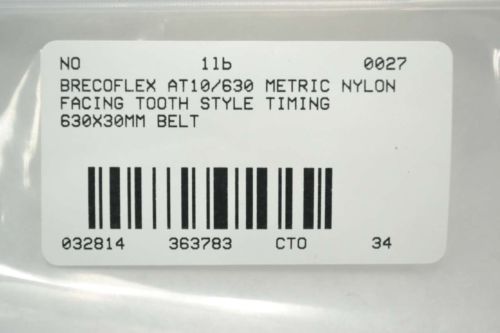 NO 1lb 0027
BRECOFLEX AT10/630 METRIC NYLON
FACING TOOTH STYLE TIMING
630X30MM BELT
032814 363783 CTO 34